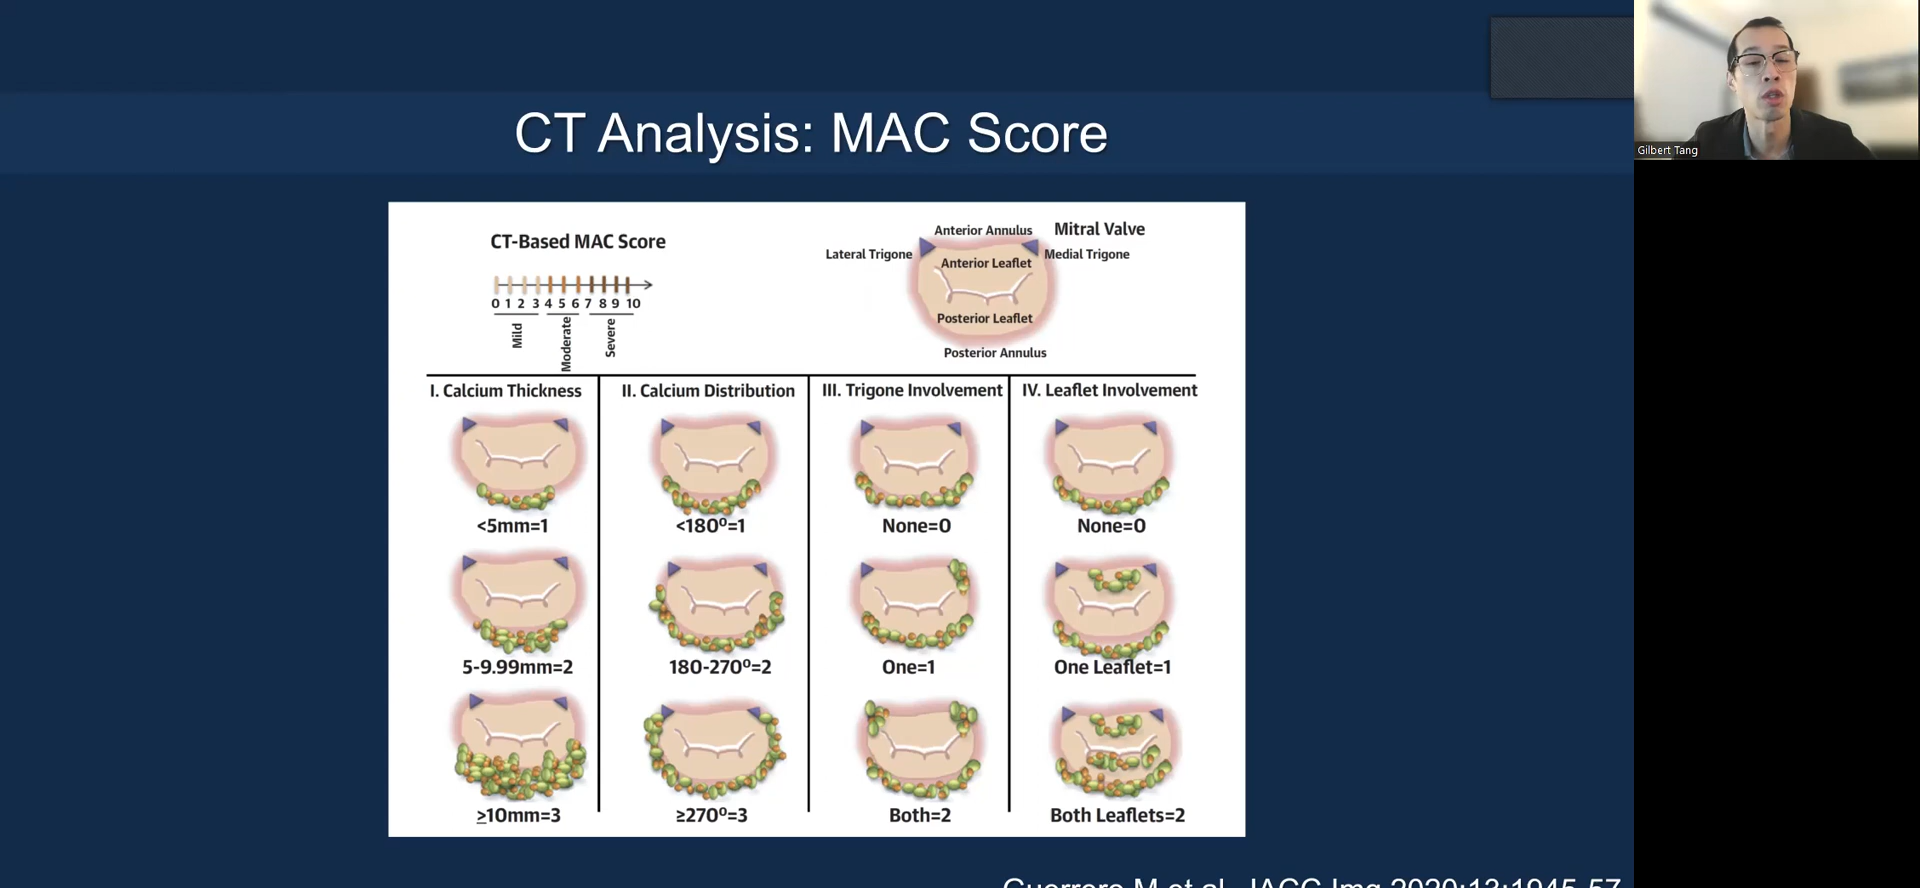 CT Analysis: MAC Score
Gilbert Tang
CT-Based MAC Score
0 1 2 3 4 5 6 7 8 9 10
Mild
Moderate
Severe
Mitral Valve
Anterior Annulus
Lateral Trigone
Medial Trigone
Anterior Leaflet
Posterior Leaflet
Posterior Annulus
I. Calcium Thickness
<5mm=1
5-9.99mm=2
≥10mm=3
II. Calcium Distribution
<180º=1
180-270º=2
≥270º=3
III. Trigone Involvement
None=0
One=1
Both=2
IV. Leaflet Involvement
None=0
One Leaflet=1
Both Leaflets=2
Guerrero M et al. JACC Img 2020;13:1945-57